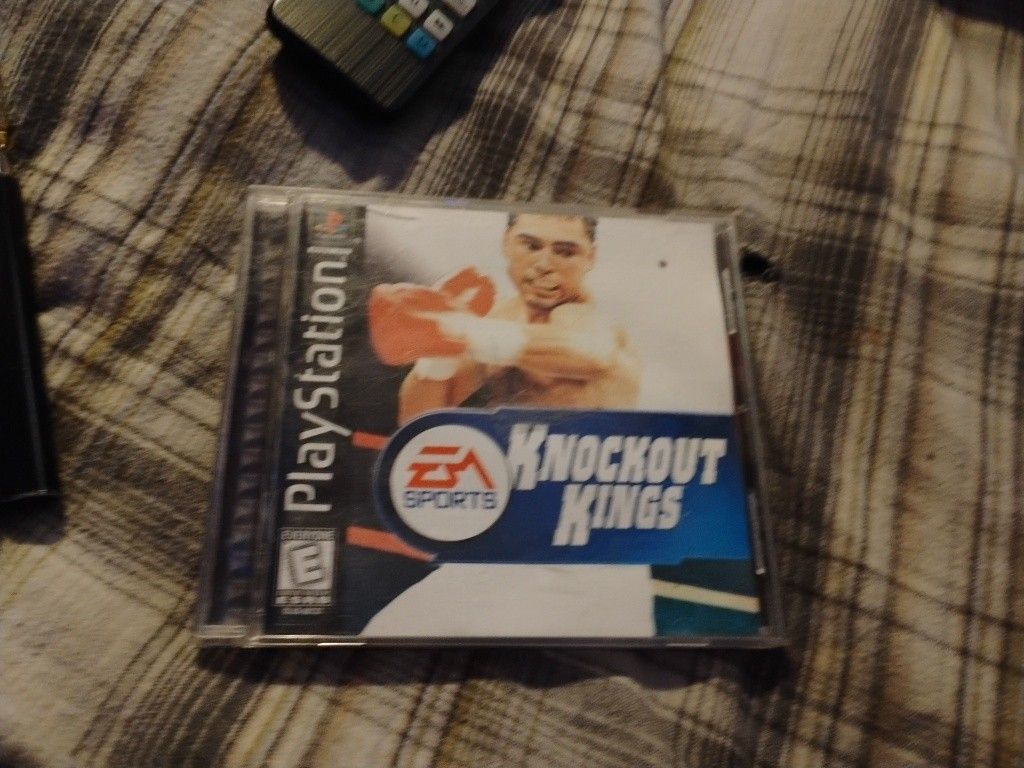 PlayStation
EVERYONE
E
EA
SPORTS
KNOCKOUT
KINGS